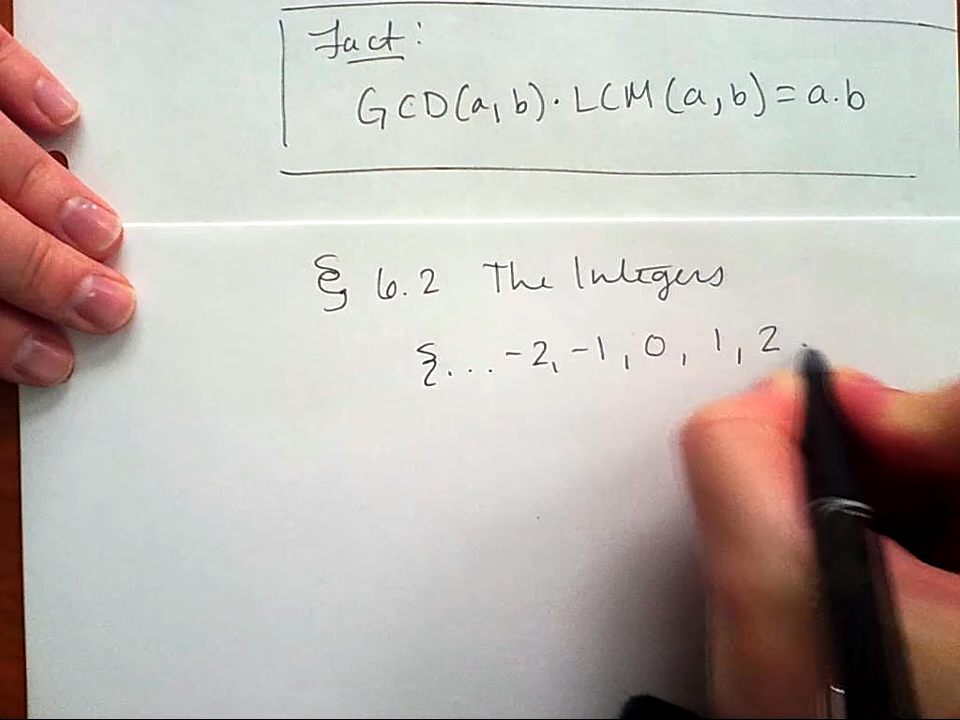 Fact:
GCD(a,b)·LCM(a,b)=a.b
§ 6.2 The Integers
{...-2,-1,0,1,2.